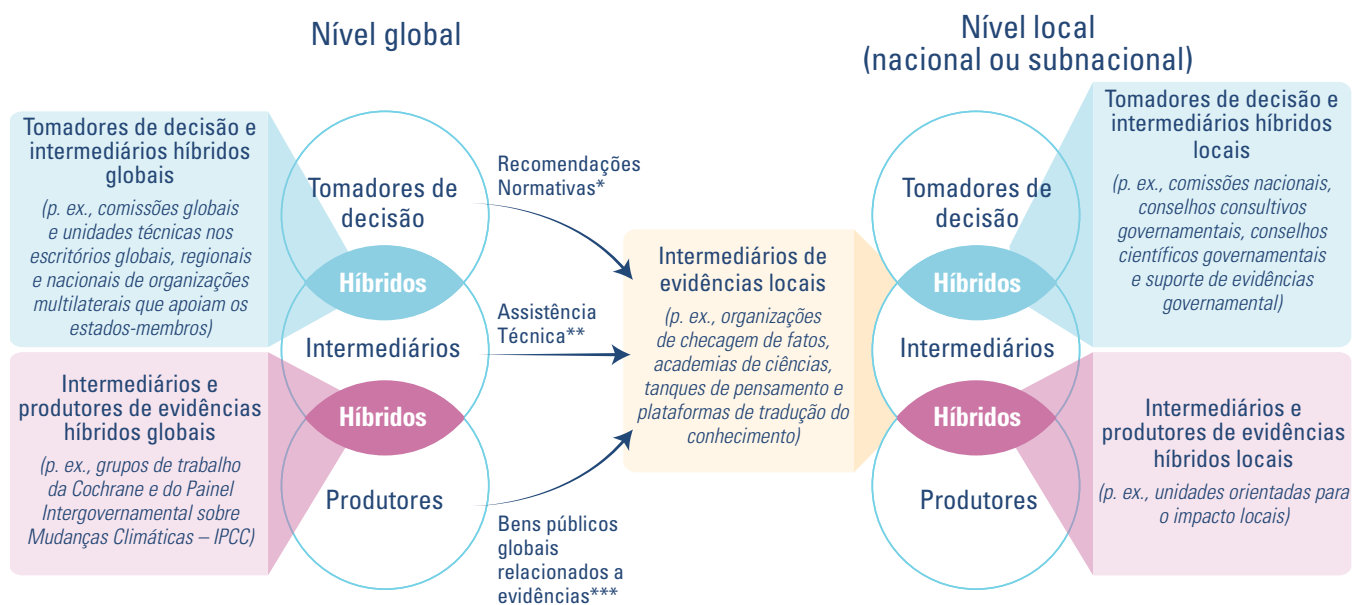 Nível global
Nível local
(nacional ou subnacional)
Tomadores de decisão e
intermediários híbridos
globais
(p. ex., comissões globais
e unidades técnicas nos
escritórios globais, regionais
e nacionais de organizações
multilaterais que apoiam os
estados-membros)
Intermediários e
produtores de evidências
híbridos globais
(p. ex., grupos de trabalho
da Cochrane e do Painel
Intergovernamental sobre
Mudanças Climáticas – IPCC)
Tomadores de
decisão
Híbridos
Intermediários
Híbridos
Produtores
Recomendações
Normativas*
Assistência
Técnica**
Bens públicos
globais
relacionados a
evidências***
Intermediários de
evidências locais
(p. ex., organizações
de checagem de fatos,
academias de ciências,
tanques de pensamento e
plataformas de tradução do
conhecimento)
Tomadores de
decisão
Híbridos
Intermediários
Híbridos
Produtores
Tomadores de decisão e
intermediários híbridos
locais
(p. ex., comissões nacionais,
conselhos consultivos
governamentais, conselhos
científicos governamentais
e suporte de evidências
governamental)
Intermediários e
produtores de evidências
híbridos locais
(p. ex., unidades orientadas para
o impacto locais)